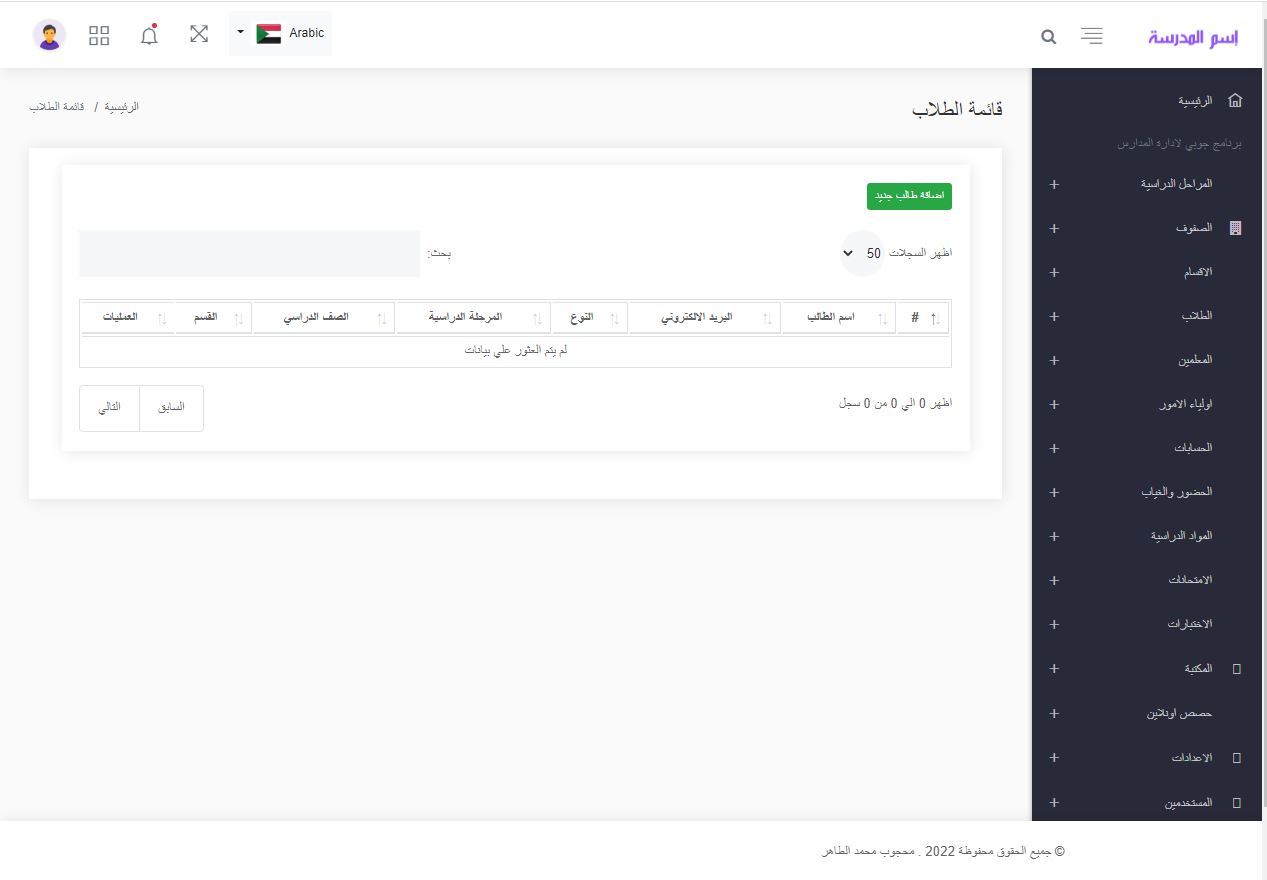 إسم المدرسة
Arabic
الرئيسية
برنامج جوبي لادارة المدارس
المراحل الدراسية
الصفوف
الاقسام
الطلاب
المعلمين
اولياء الامور
الحسابات
الحضور والغياب
المواد الدراسية
الامتحانات
الاختبارات
المكتبة
حصص اونلاين
الاعدادات
المستخدمين
قائمة الطلاب
الرئيسية / قائمة الطلاب
اضافة طالب جديد
اظهر السجلات 50
بحث:
# اسم الطالب البريد الالكتروني النوع المرحلة الدراسية الصف الدراسي القسم العمليات
لم يتم العثور علي بيانات
اظهر 0 الي 0 من 0 سجل
السابق التالي
© جميع الحقوق محفوظة 2022 . محجوب محمد الطاهر